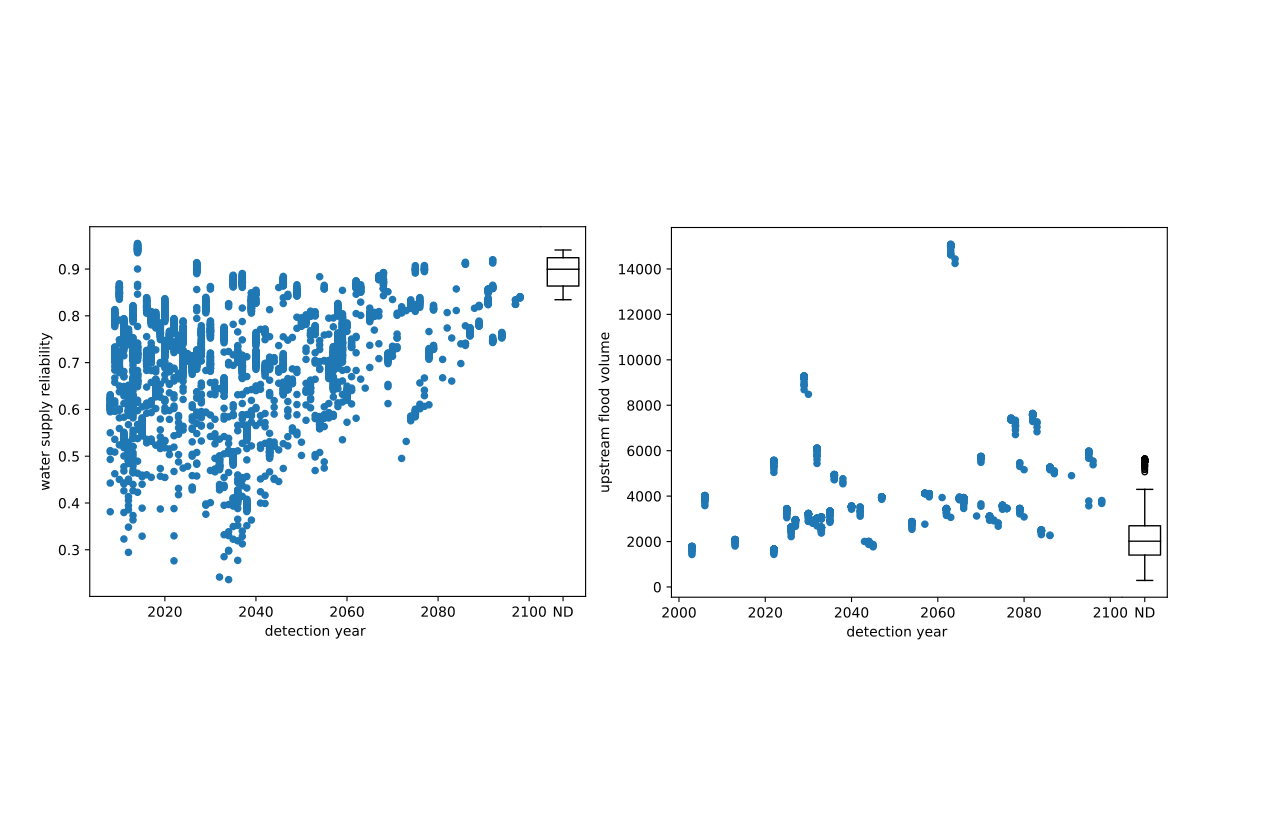 water supply reliability
0.9
0.8
0.7
0.6
0.5
0.4
0.3
2020 2040 2060 2080 2100 ND
detection year
upstream flood volume
14000
12000
10000
8000
6000
4000
2000
0
2000 2020 2040 2060 2080 2100 ND
detection year